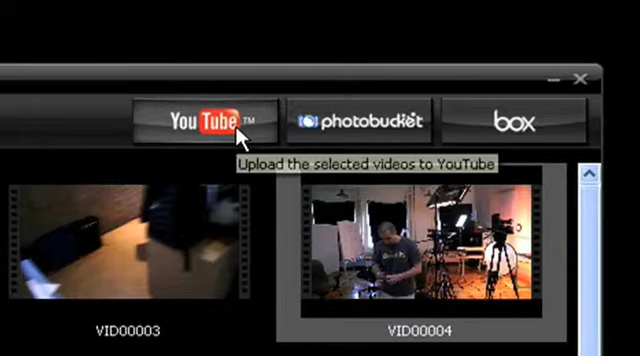 YouTube™
photobucket
box
Upload the selected videos to YouTube
VID00003
VID00004